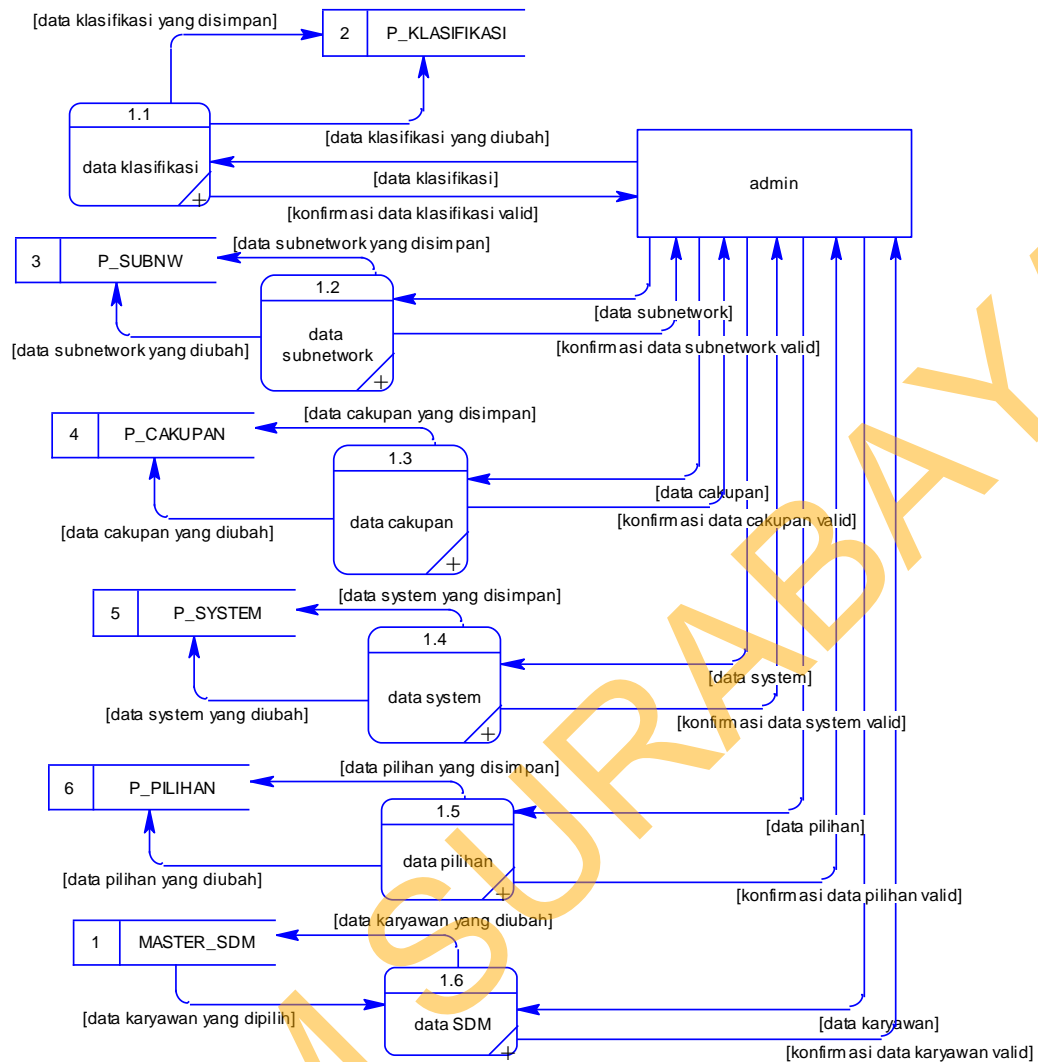 [data klasifikasi yang disimpan]
2 P_KLASIFIKASI
1.1
data klasifikasi
[data klasifikasi yang diubah]
[data klasifikasi]
[konfirmasi data klasifikasi valid]
admin
3 P_SUBNW
[data subnetwork yang disimpan]
1.2
data
subnetwork
[data subnetwork yang diubah]
[data subnetwork]
[konfirmasi data subnetwork valid]
4 P_CAKUPAN
[data cakupan yang disimpan]
1.3
data cakupan
[data cakupan yang diubah]
[data cakupan]
[konfirmasi data cakupan valid]
5 P_SYSTEM
[data system yang disimpan]
1.4
data system
[data system yang diubah]
[data system]
[konfirmasi data system valid]
6 P_PILIHAN
[data pilihan yang disimpan]
1.5
data pilihan
[data pilihan yang diubah]
[data pilihan]
[konfirmasi data pilihan valid]
1 MASTER_SDM
[data karyawan yang diubah]
1.6
data SDM
[data karyawan yang dipilih]
[data karyawan]
[konfirmasi data karyawan valid]
M SURABAY